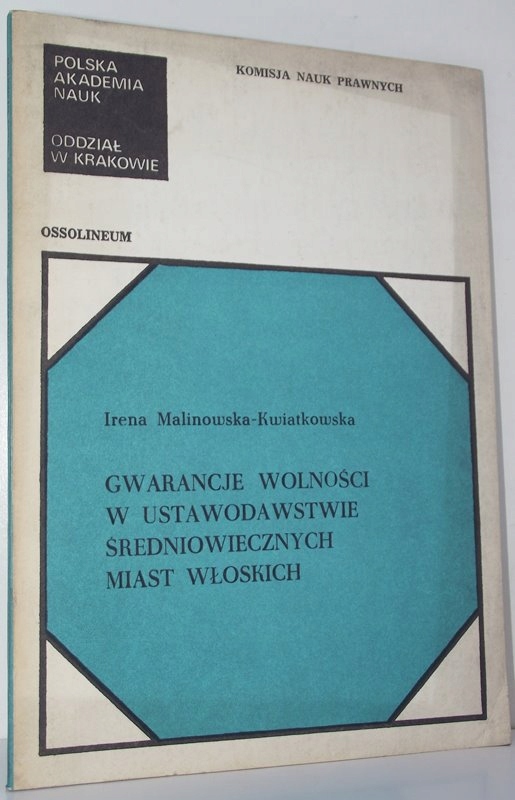 POLSKA
AKADEMIA
NAUK
ODDZIAŁ
W KRAKOWIE
KOMISJA NAUK PRAWNYCH
OSSOLINEUM
Irena Malinowska-Kwiatkowska
GWARANCJE WOLNOŚCI
W USTAWODAWSTWIE
ŚREDNIOWIECZNYCH
MIAST WŁOSKICH